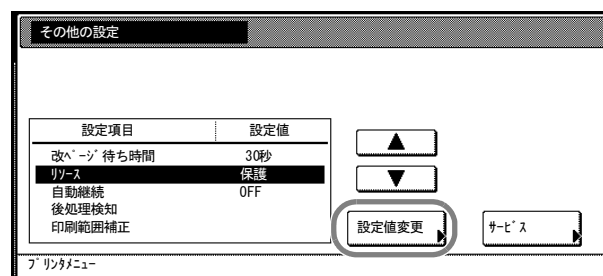 その他の設定
設定項目 設定値
改ﾍﾟｰｼﾞ待ち時間 30秒
ﾘｿｰｽ 保護
自動継続 OFF
後処理検知
印刷範囲補正
▲
▼
設定値変更 ｻｰﾋﾞｽ
ﾌﾟﾘﾝﾀﾒﾆｭｰ